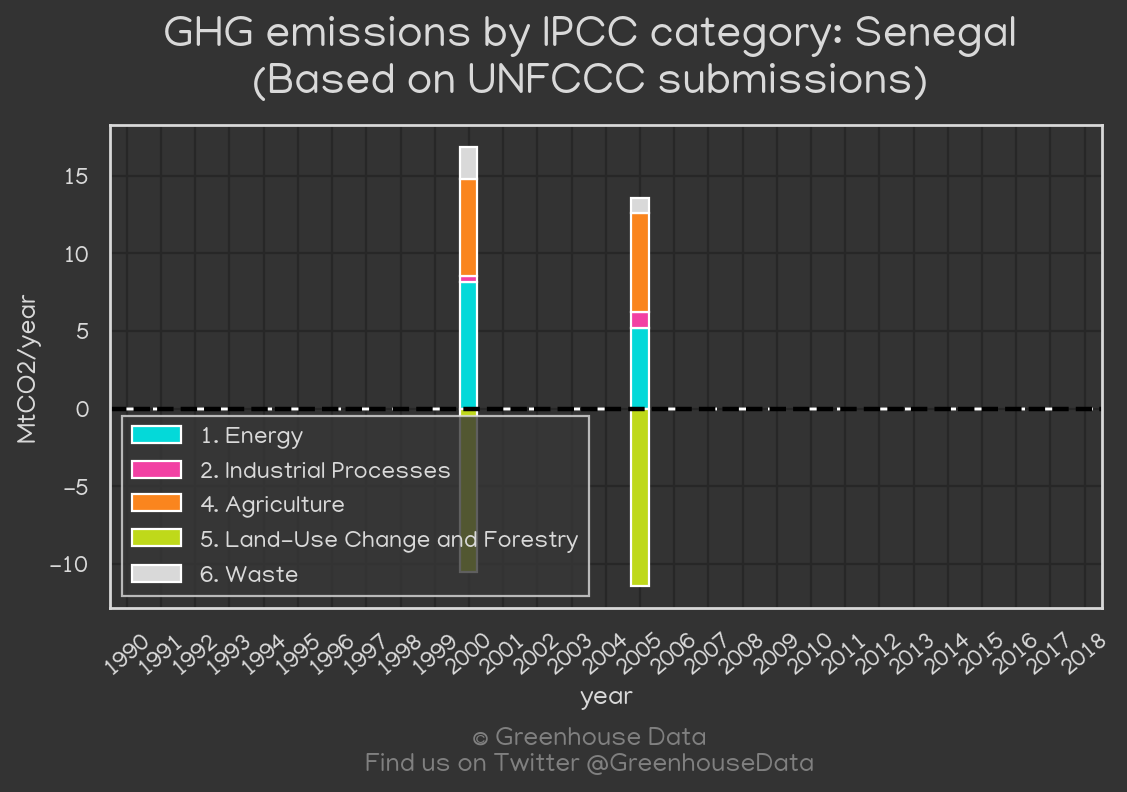 GHG emissions by IPCC category: Senegal
(Based on UNFCCC submissions)
MtCO2/year
15
10
5
0
−5
−10
1. Energy
2. Industrial Processes
4. Agriculture
5. Land-Use Change and Forestry
6. Waste
1990 1991 1992 1993 1994 1995 1996 1997 1998 1999 2000 2001 2002 2003 2004 2005 2006 2007 2008 2009 2010 2011 2012 2013 2014 2015 2016 2017 2018
year
© Greenhouse Data
Find us on Twitter @GreenhouseData